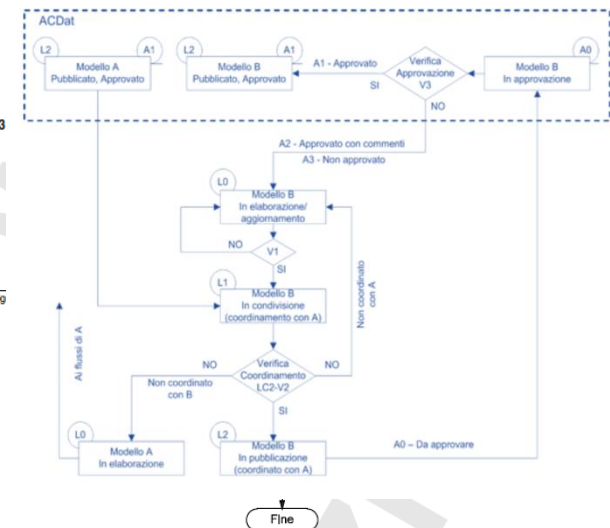 ACDat
L2
A1
Modello A
Pubblicato, Approvato
L2
A1
Modello B
Pubblicato, Approvato
A1 - Approvato
SI
Verifica
Approvazione
V3
NO
A0
Modello B
In approvazione
3
A2 - Approvato con commenti
A3 - Non approvato
L0
Modello B
In elaborazione/
aggiornamento
NO
V1
SI
L1
Modello B
In condivisione
(coordinamento con A)
Non coordinato
con A
g
Ai flussi di A
NO
Non coordinato
con B
Verifica
Coordinamento
LC2-V2
NO
SI
L0
Modello A
In elaborazione
L2
Modello B
In pubblicazione
(coordinato con A)
A0 – Da approvare
Fine